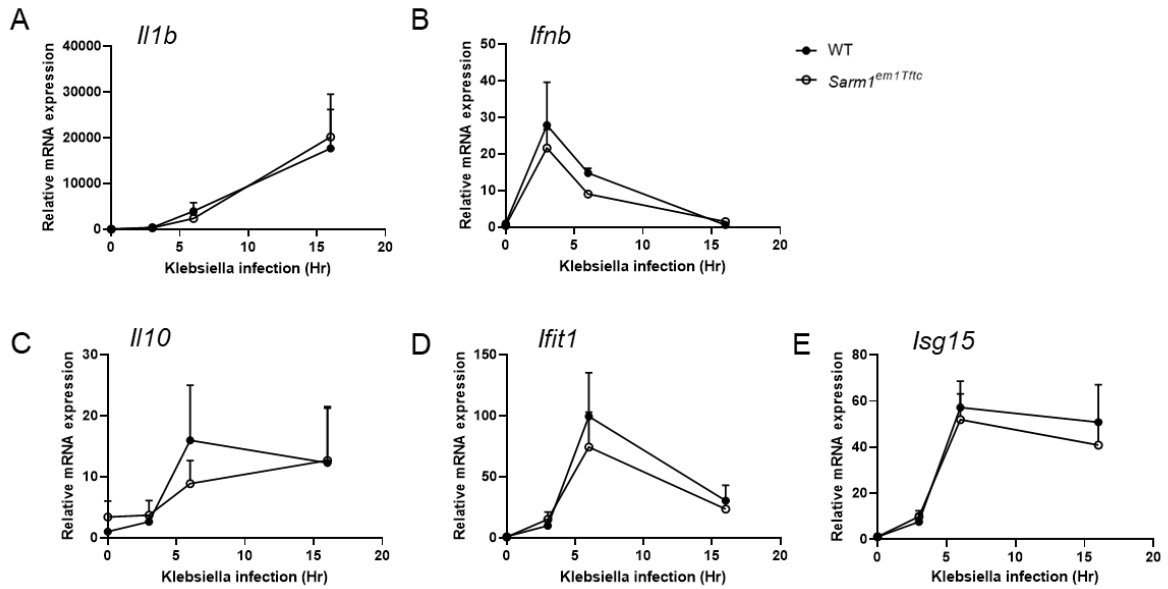 A
Il1b
Relative mRNA expression
40000
30000
20000
10000
0
0 5 10 15 20
Klebsiella infection (Hr)
B
Ifnb
Relative mRNA expression
50
40
30
20
10
0
0 5 10 15 20
Klebsiella infection (Hr)
WT
Sarm1em1Tftc
C
Il10
Relative mRNA expression
30
20
10
0
0 5 10 15 20
Klebsiella infection (Hr)
D
Ifit1
Relative mRNA expression
150
100
50
0
0 5 10 15 20
Klebsiella infection (Hr)
E
Isg15
Relative mRNA expression
80
60
40
20
0
0 5 10 15 20
Klebsiella infection (Hr)